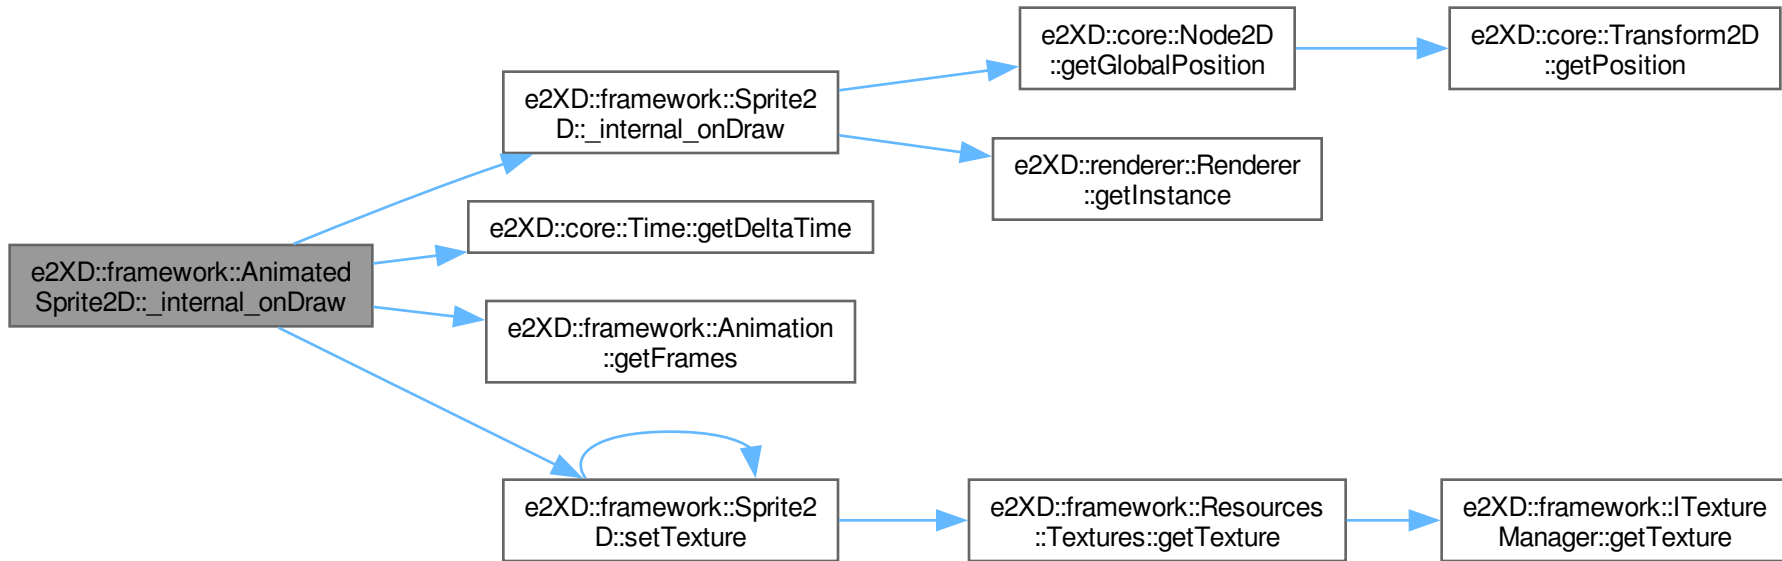 e2XD::framework::Animated
Sprite2D::_internal_onDraw
e2XD::framework::Sprite2
D::_internal_onDraw
e2XD::core::Node2D
::getGlobalPosition
e2XD::core::Transform2D
::getPosition
e2XD::renderer::Renderer
::getInstance
e2XD::core::Time::getDeltaTime
e2XD::framework::Animation
::getFrames
e2XD::framework::Sprite2
D::setTexture
e2XD::framework::Resources
::Textures::getTexture
e2XD::framework::ITexture
Manager::getTexture